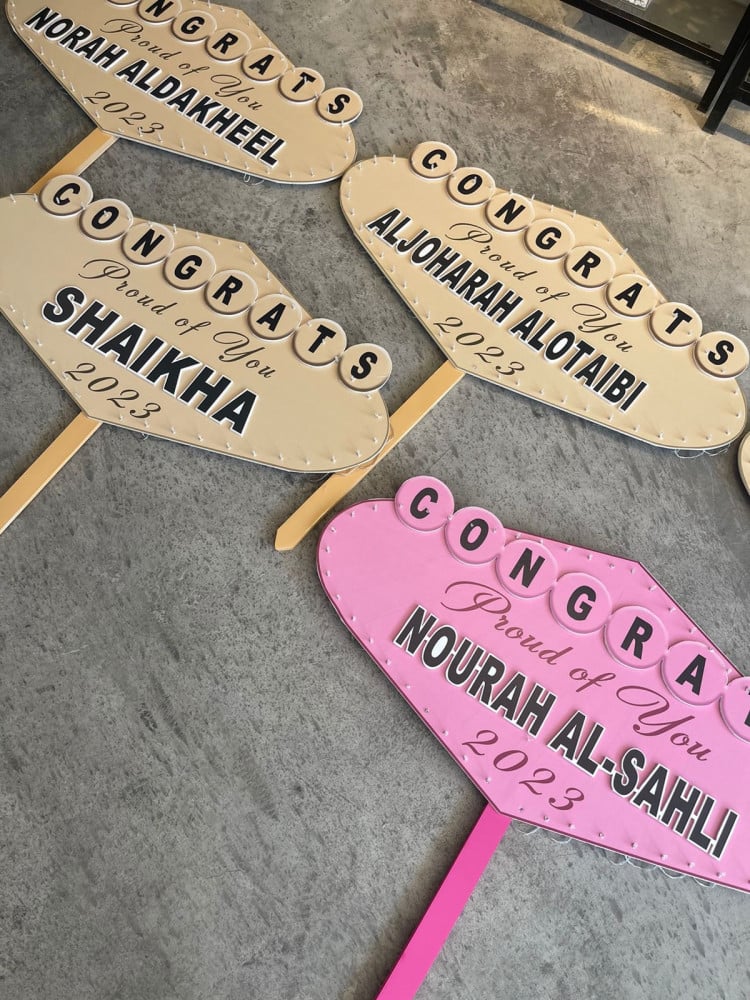 CONGRATS
Proud of You
NORAH ALDAKHEEL
2023
CONGRATS
Proud of You
ALJOHARAH ALOTAIBI
2023
CONGRATS
Proud of You
SHAIKHA
2023
CONGRA
Proud of You
NOURAH AL-SAHLI
2023